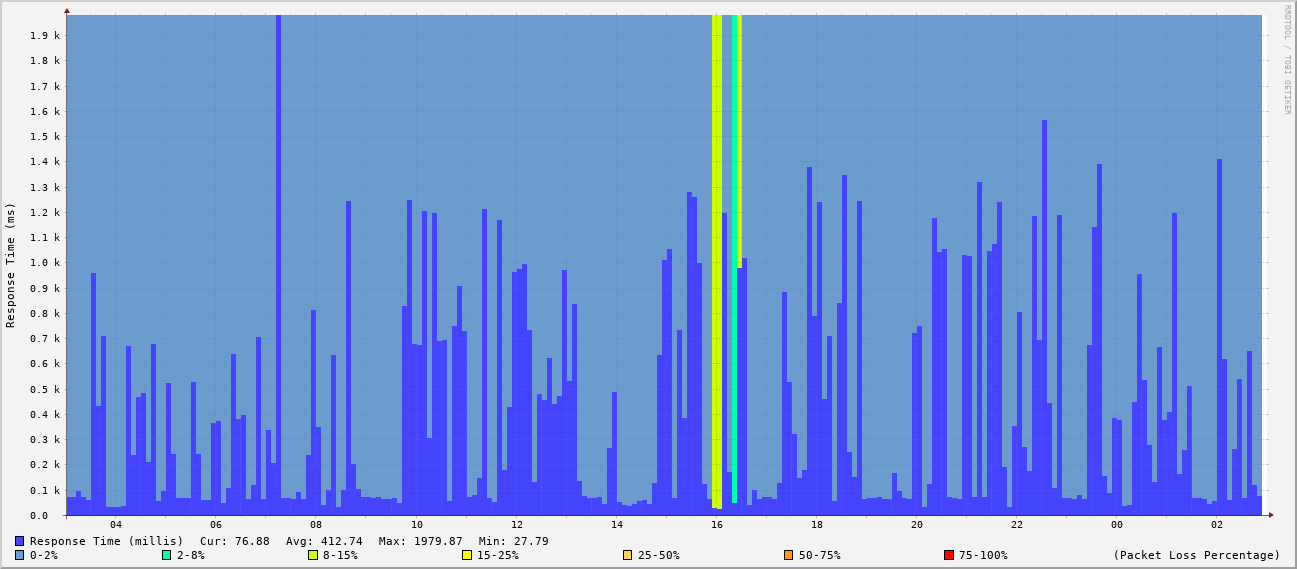 RRDTOOL / TOBI OETIKER
Response Time (ms)
1.9 k
1.8 k
1.7 k
1.6 k
1.5 k
1.4 k
1.3 k
1.2 k
1.1 k
1.0 k
0.9 k
0.8 k
0.7 k
0.6 k
0.5 k
0.4 k
0.3 k
0.2 k
0.1 k
0.0
04 06 08 10 12 14 16 18 20 22 00 02
Response Time (millis) Cur: 76.88 Avg: 412.74 Max: 1979.87 Min: 27.79
0-2% 2-8% 8-15% 15-25% 25-50% 50-75% 75-100% (Packet Loss Percentage)